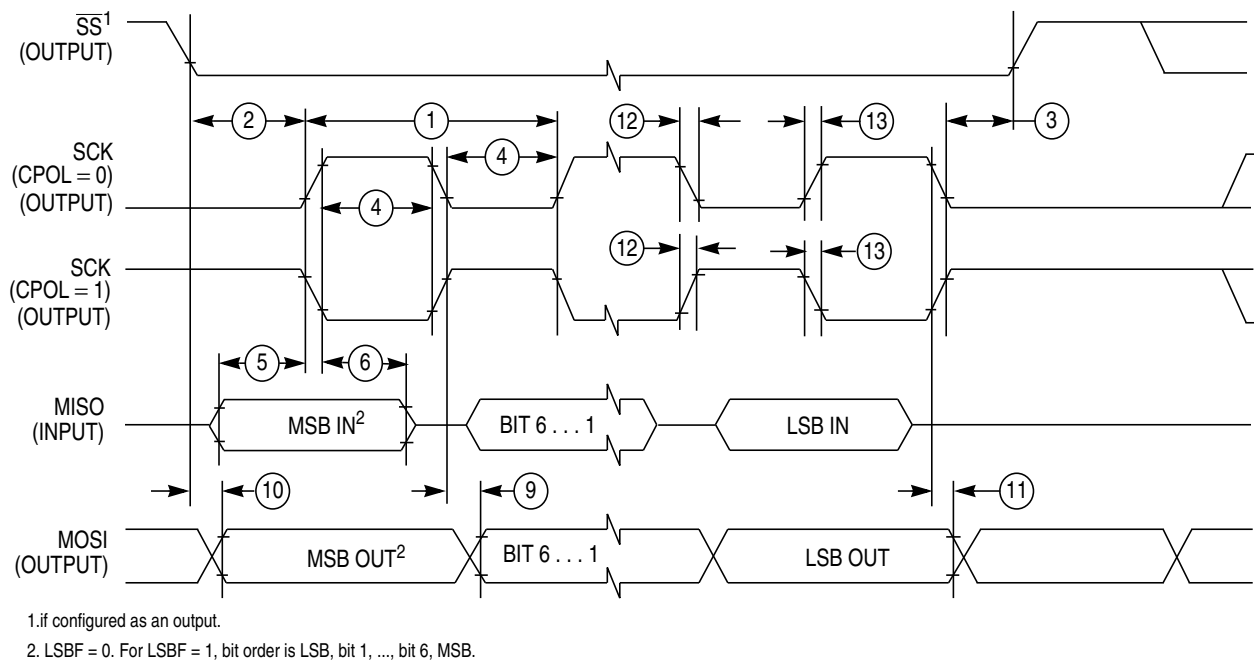 SS¹
(OUTPUT)
2
1
12
13
3
SCK
(CPOL = 0)
(OUTPUT)
4
4
12
13
SCK
(CPOL = 1)
(OUTPUT)
5
6
MISO
(INPUT)
MSB IN²
BIT 6 . . . 1
LSB IN
10
9
11
MOSI
(OUTPUT)
MSB OUT²
BIT 6 . . . 1
LSB OUT
1.if configured as an output.
2. LSBF = 0. For LSBF = 1, bit order is LSB, bit 1, ..., bit 6, MSB.